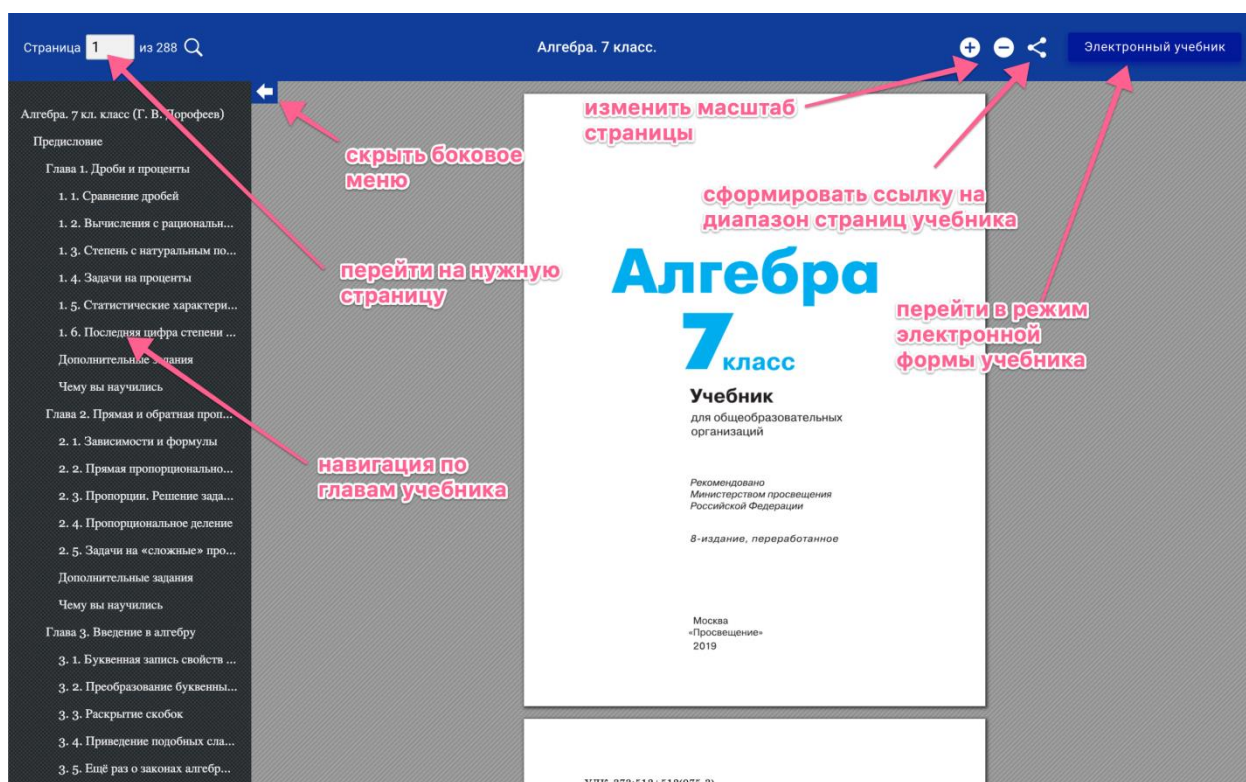 Страница 1 из 288
Алгебра. 7 класс.
Электронный учебник
Алгебра. 7 кл. класс (Г. В. Дорофеев)
Предисловие
Глава 1. Дроби и проценты
1. 1. Сравнение дробей
1. 2. Вычисления с рациональн...
1. 3. Степень с натуральным по...
1. 4. Задачи на проценты
1. 5. Статистические характери...
1. 6. Последняя цифра степени ...
Дополнительные задания
Чему вы научились
Глава 2. Прямая и обратная проп...
2. 1. Зависимости и формулы
2. 2. Прямая пропорционально...
2. 3. Пропорции. Решение зада...
2. 4. Пропорциональное деление
2. 5. Задачи на «сложные» про...
Дополнительные задания
Чему вы научились
Глава 3. Введение в алгебру
3. 1. Буквенная запись свойств ...
3. 2. Преобразование буквенны...
3. 3. Раскрытие скобок
3. 4. Приведение подобных сла...
3. 5. Ещё раз о законах алгебр...
скрыть боковое
меню
перейти на нужную
страницу
навигация по
главам учебника
изменить масштаб
страницы
сформировать ссылку на
диапазон страниц учебника
перейти в режим
электронной
формы учебника
Алгебра
7 класс
Учебник
для общеобразовательных
организаций
Рекомендовано
Министерством просвещения
Российской Федерации
8-издание, переработанное
Москва
«Просвещение»
2019